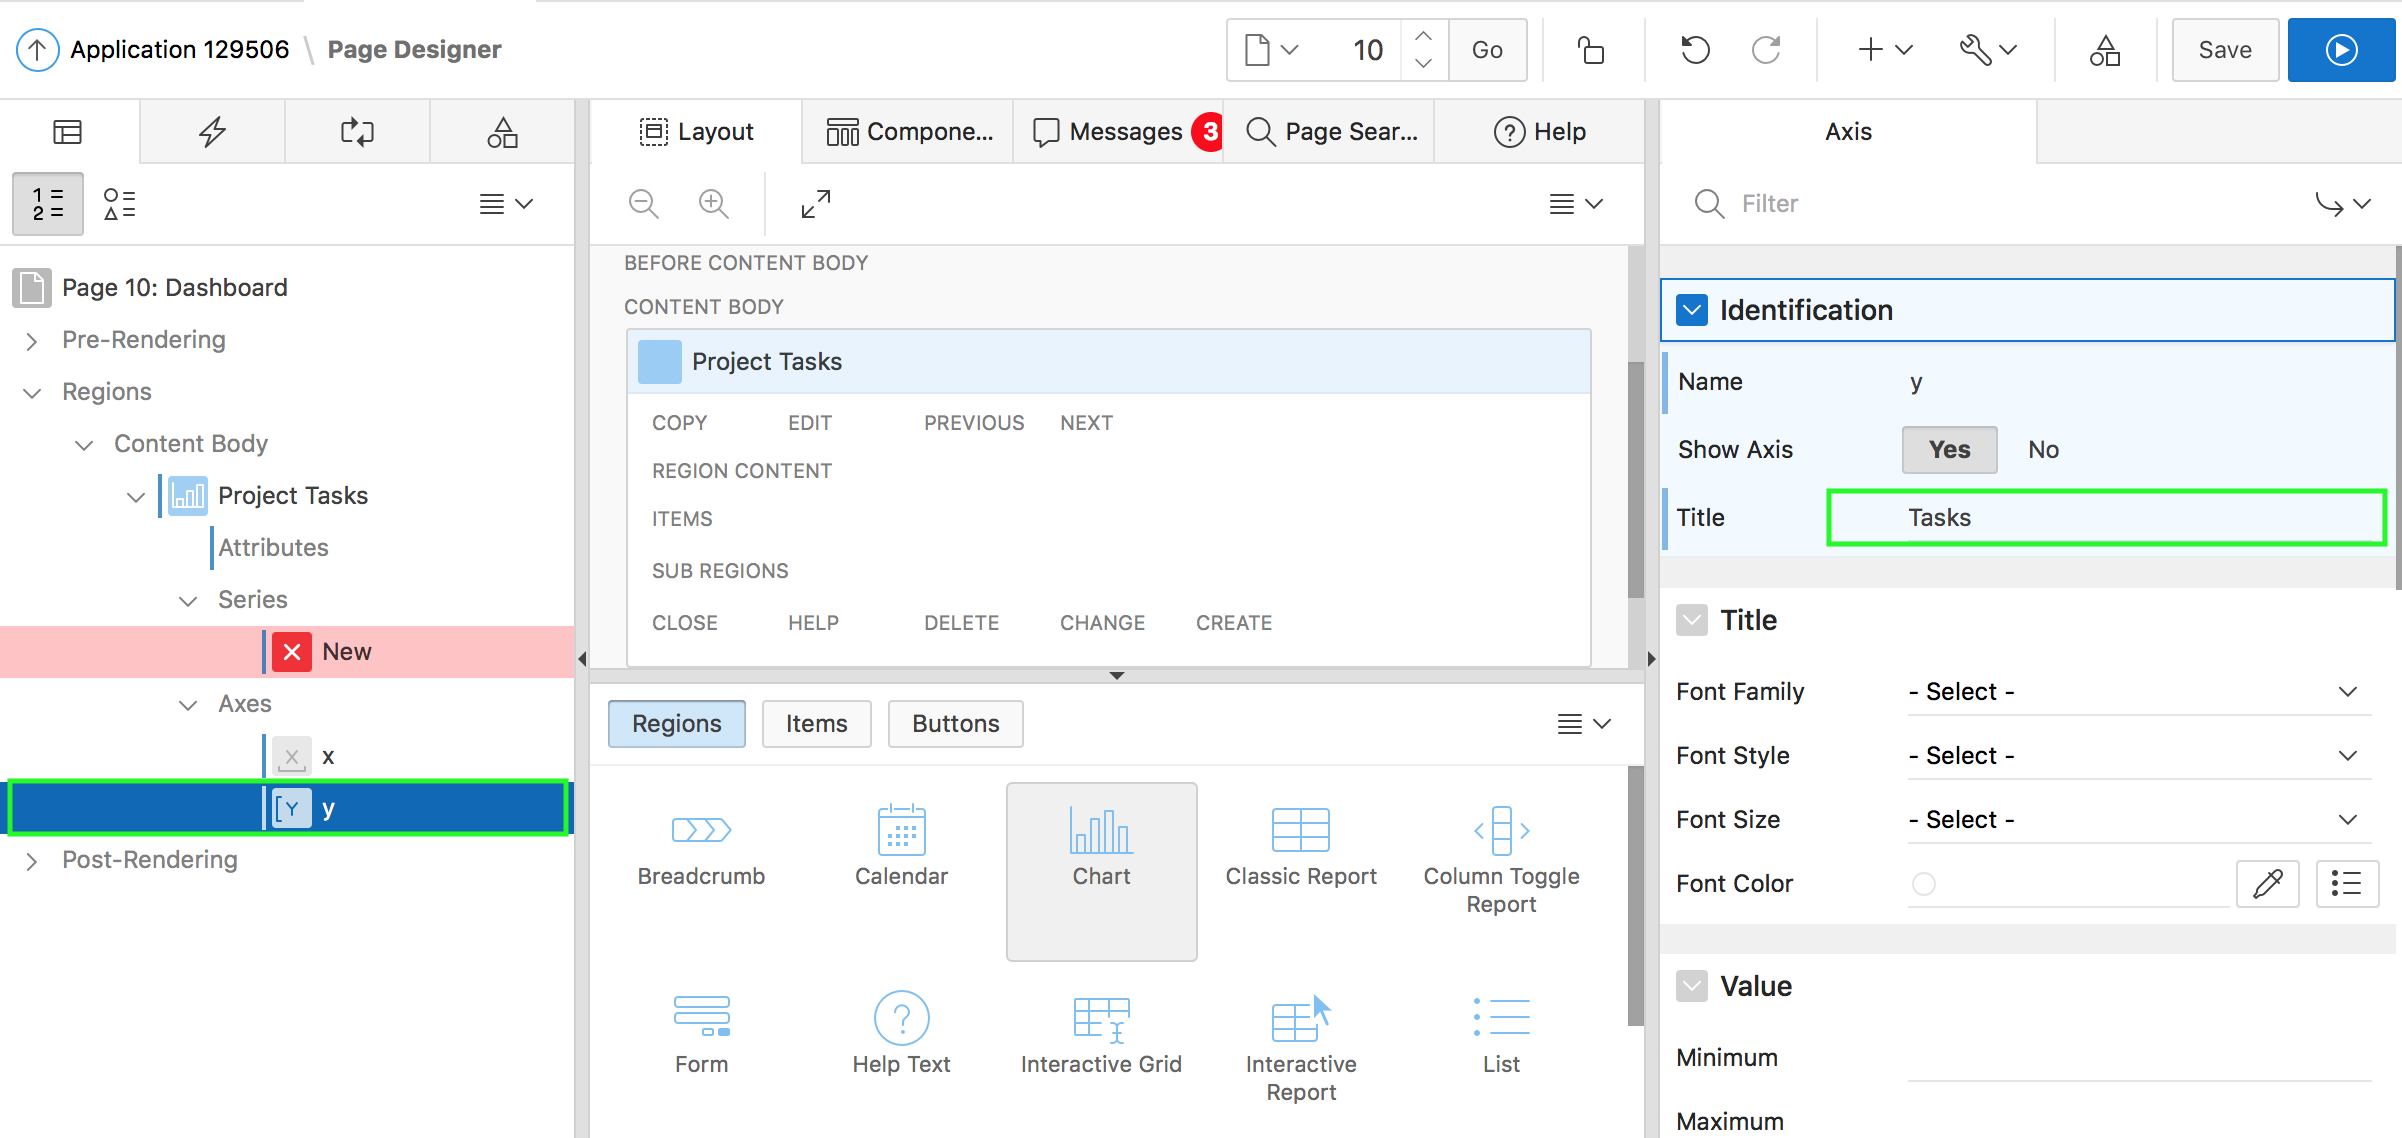 Application 129506 \ Page Designer
10
Go
Save
Layout
Compone...
Messages 3
Page Sear...
Help
Axis
1
2
Filter
Page 10: Dashboard
Pre-Rendering
Regions
Content Body
Project Tasks
Attributes
Series
New
Axes
X x
Y y
Post-Rendering
BEFORE CONTENT BODY
CONTENT BODY
Project Tasks
COPY EDIT PREVIOUS NEXT
REGION CONTENT
ITEMS
SUB REGIONS
CLOSE HELP DELETE CHANGE CREATE
Regions Items Buttons
Breadcrumb
Calendar
Chart
Classic Report
Column Toggle
Report
Form
Help Text
Interactive Grid
Interactive
Report
List
Identification
Name y
Show Axis Yes No
Title Tasks
Title
Font Family - Select -
Font Style - Select -
Font Size - Select -
Font Color
Value
Minimum
Maximum